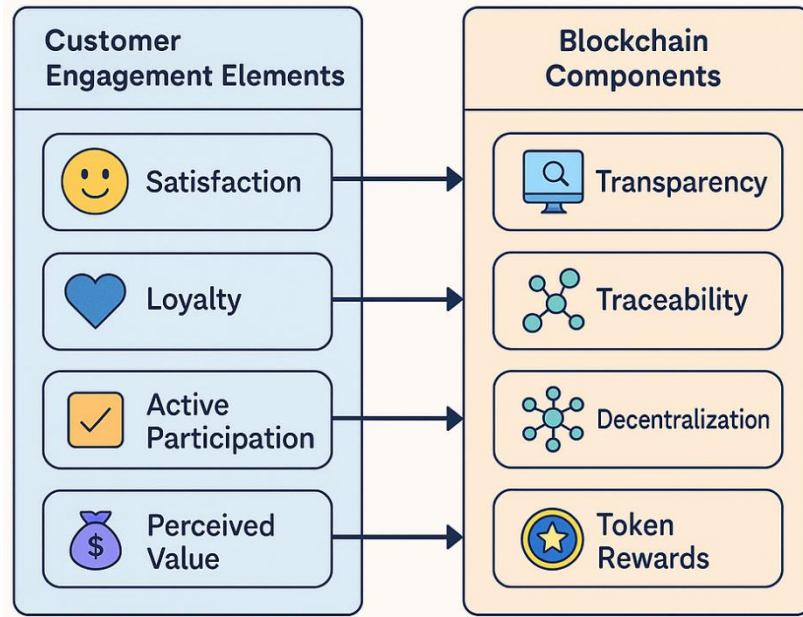 Customer
Engagement Elements
Satisfaction
Loyalty
Active
Participation
$
Perceived
Value
Blockchain
Components
Transparency
Traceability
Decentralization
Token
Rewards